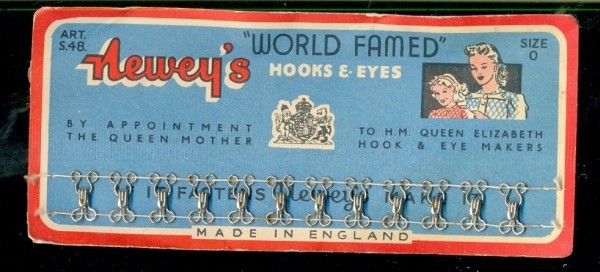 ART.
S.48.
Newey's
"WORLD FAMED"
HOOKS & EYES
SIZE
0
BY APPOINTMENT
THE QUEEN MOTHER
TO H.M. QUEEN ELIZABETH
HOOK & EYE MAKERS
Newey
MADE IN ENGLAND